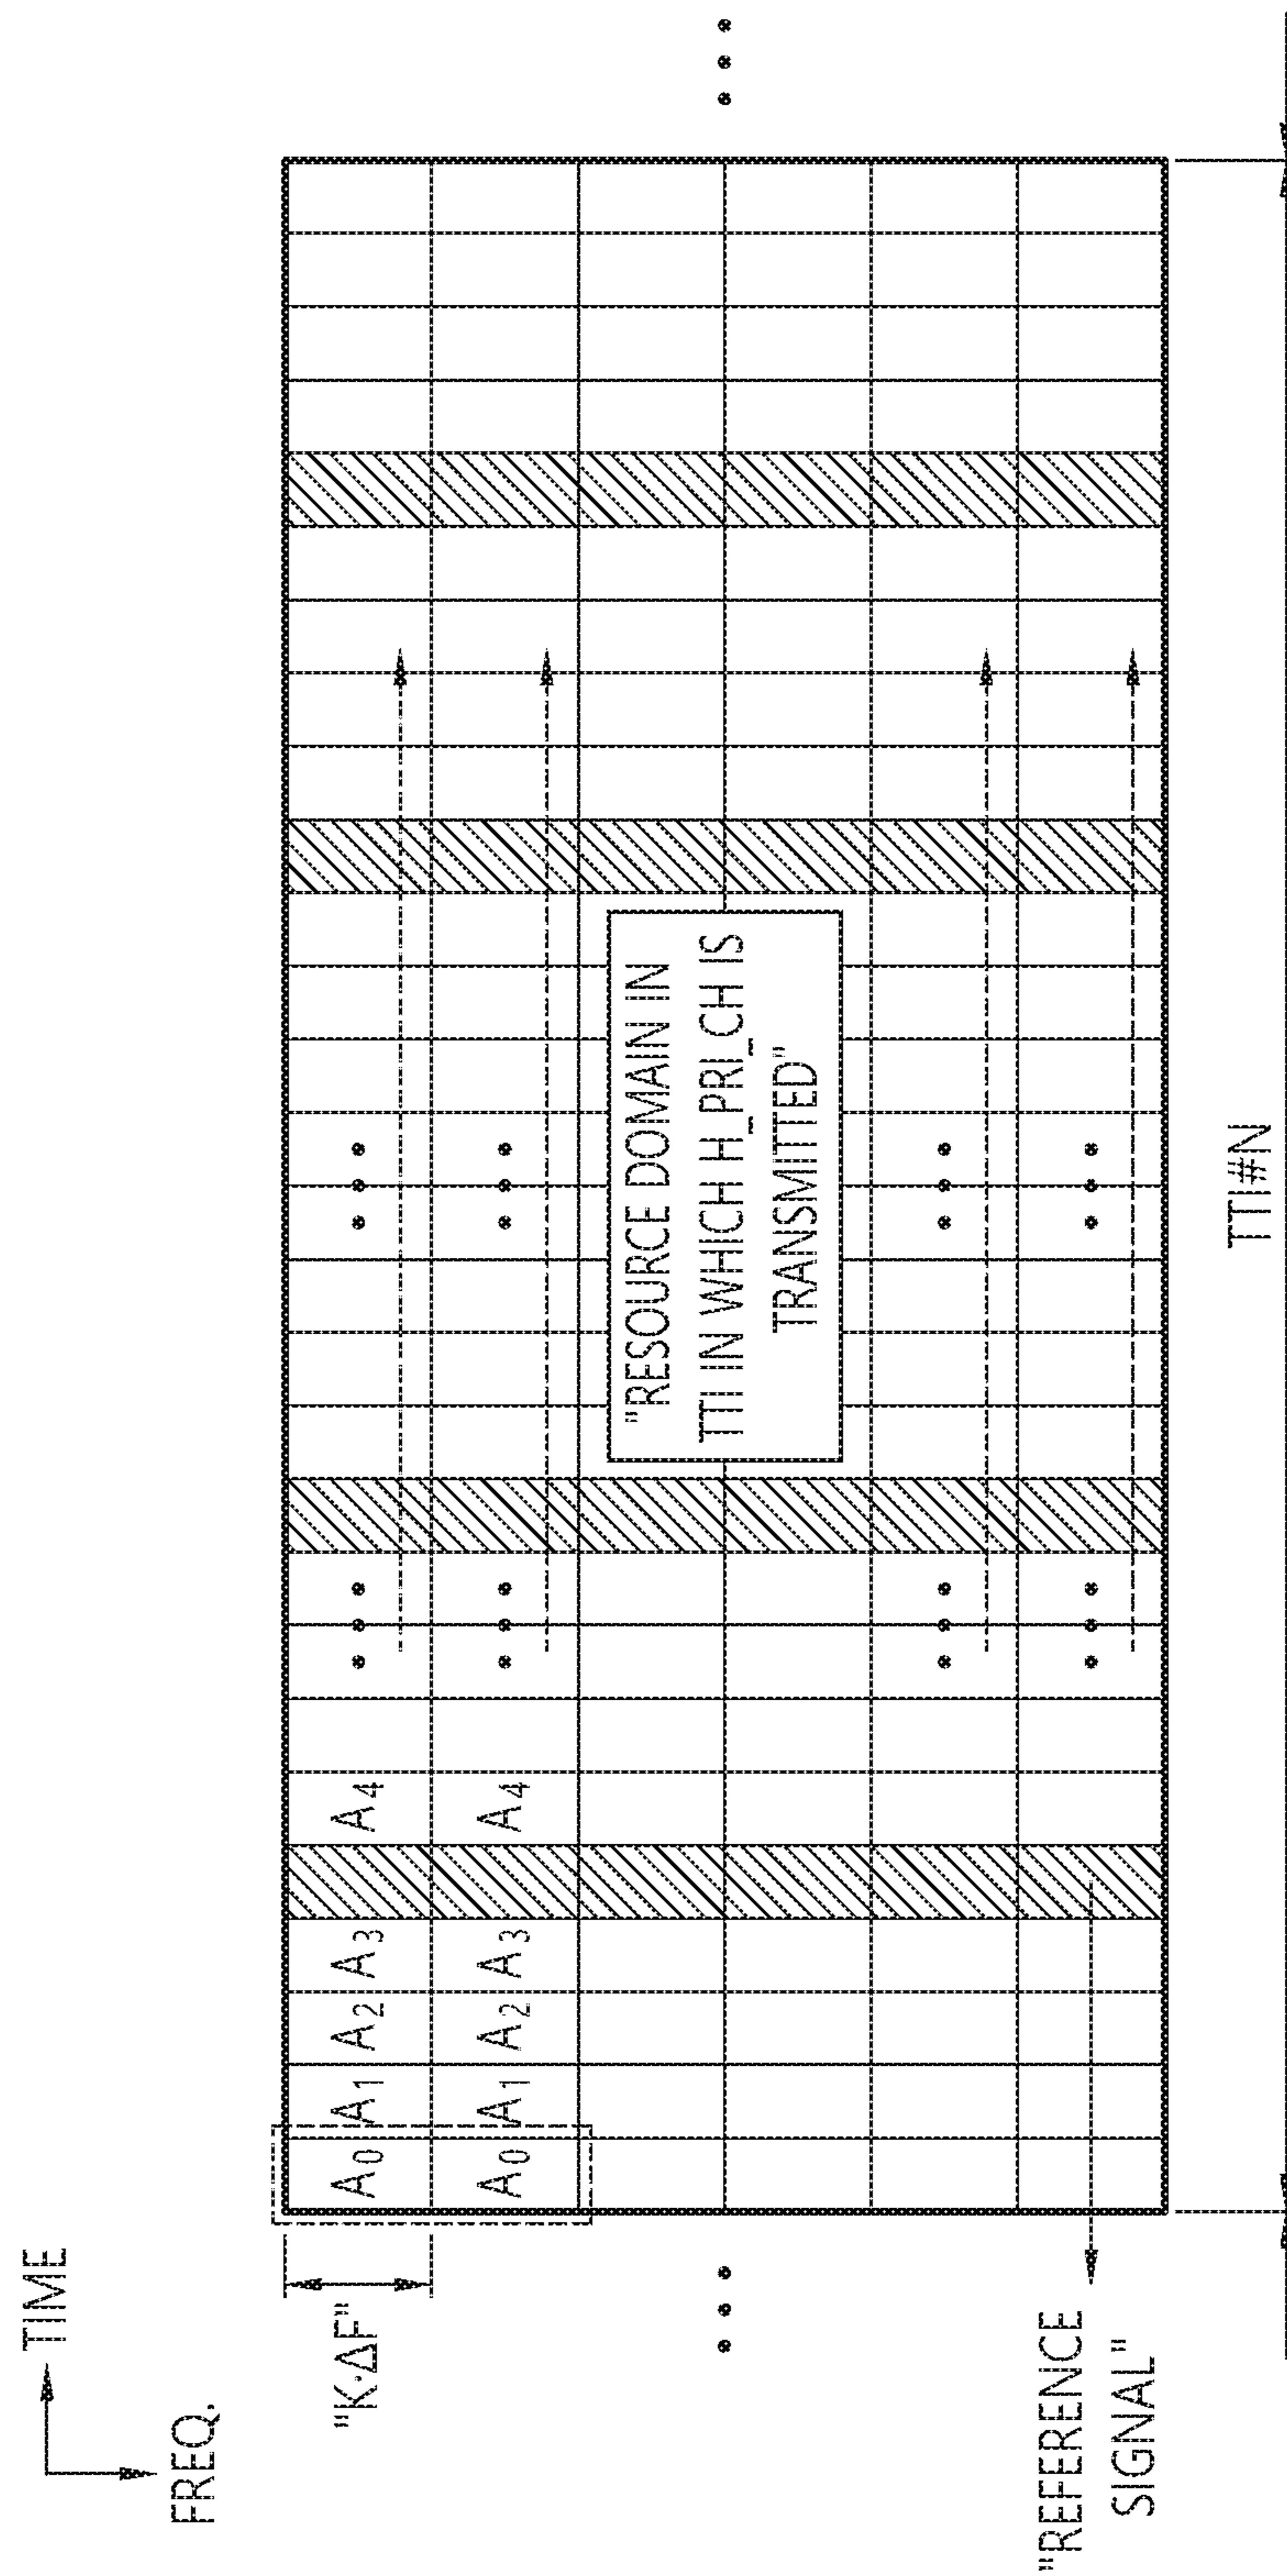 TIME
FREQ.
"K·ΔF"
A0 A1 A2 A3 A4
A0 A1 A2 A3 A4
"RESOURCE DOMAIN IN
TTI IN WHICH H_PRI_CH IS
TRANSMITTED"
"REFERENCE
SIGNAL"
TTI#N